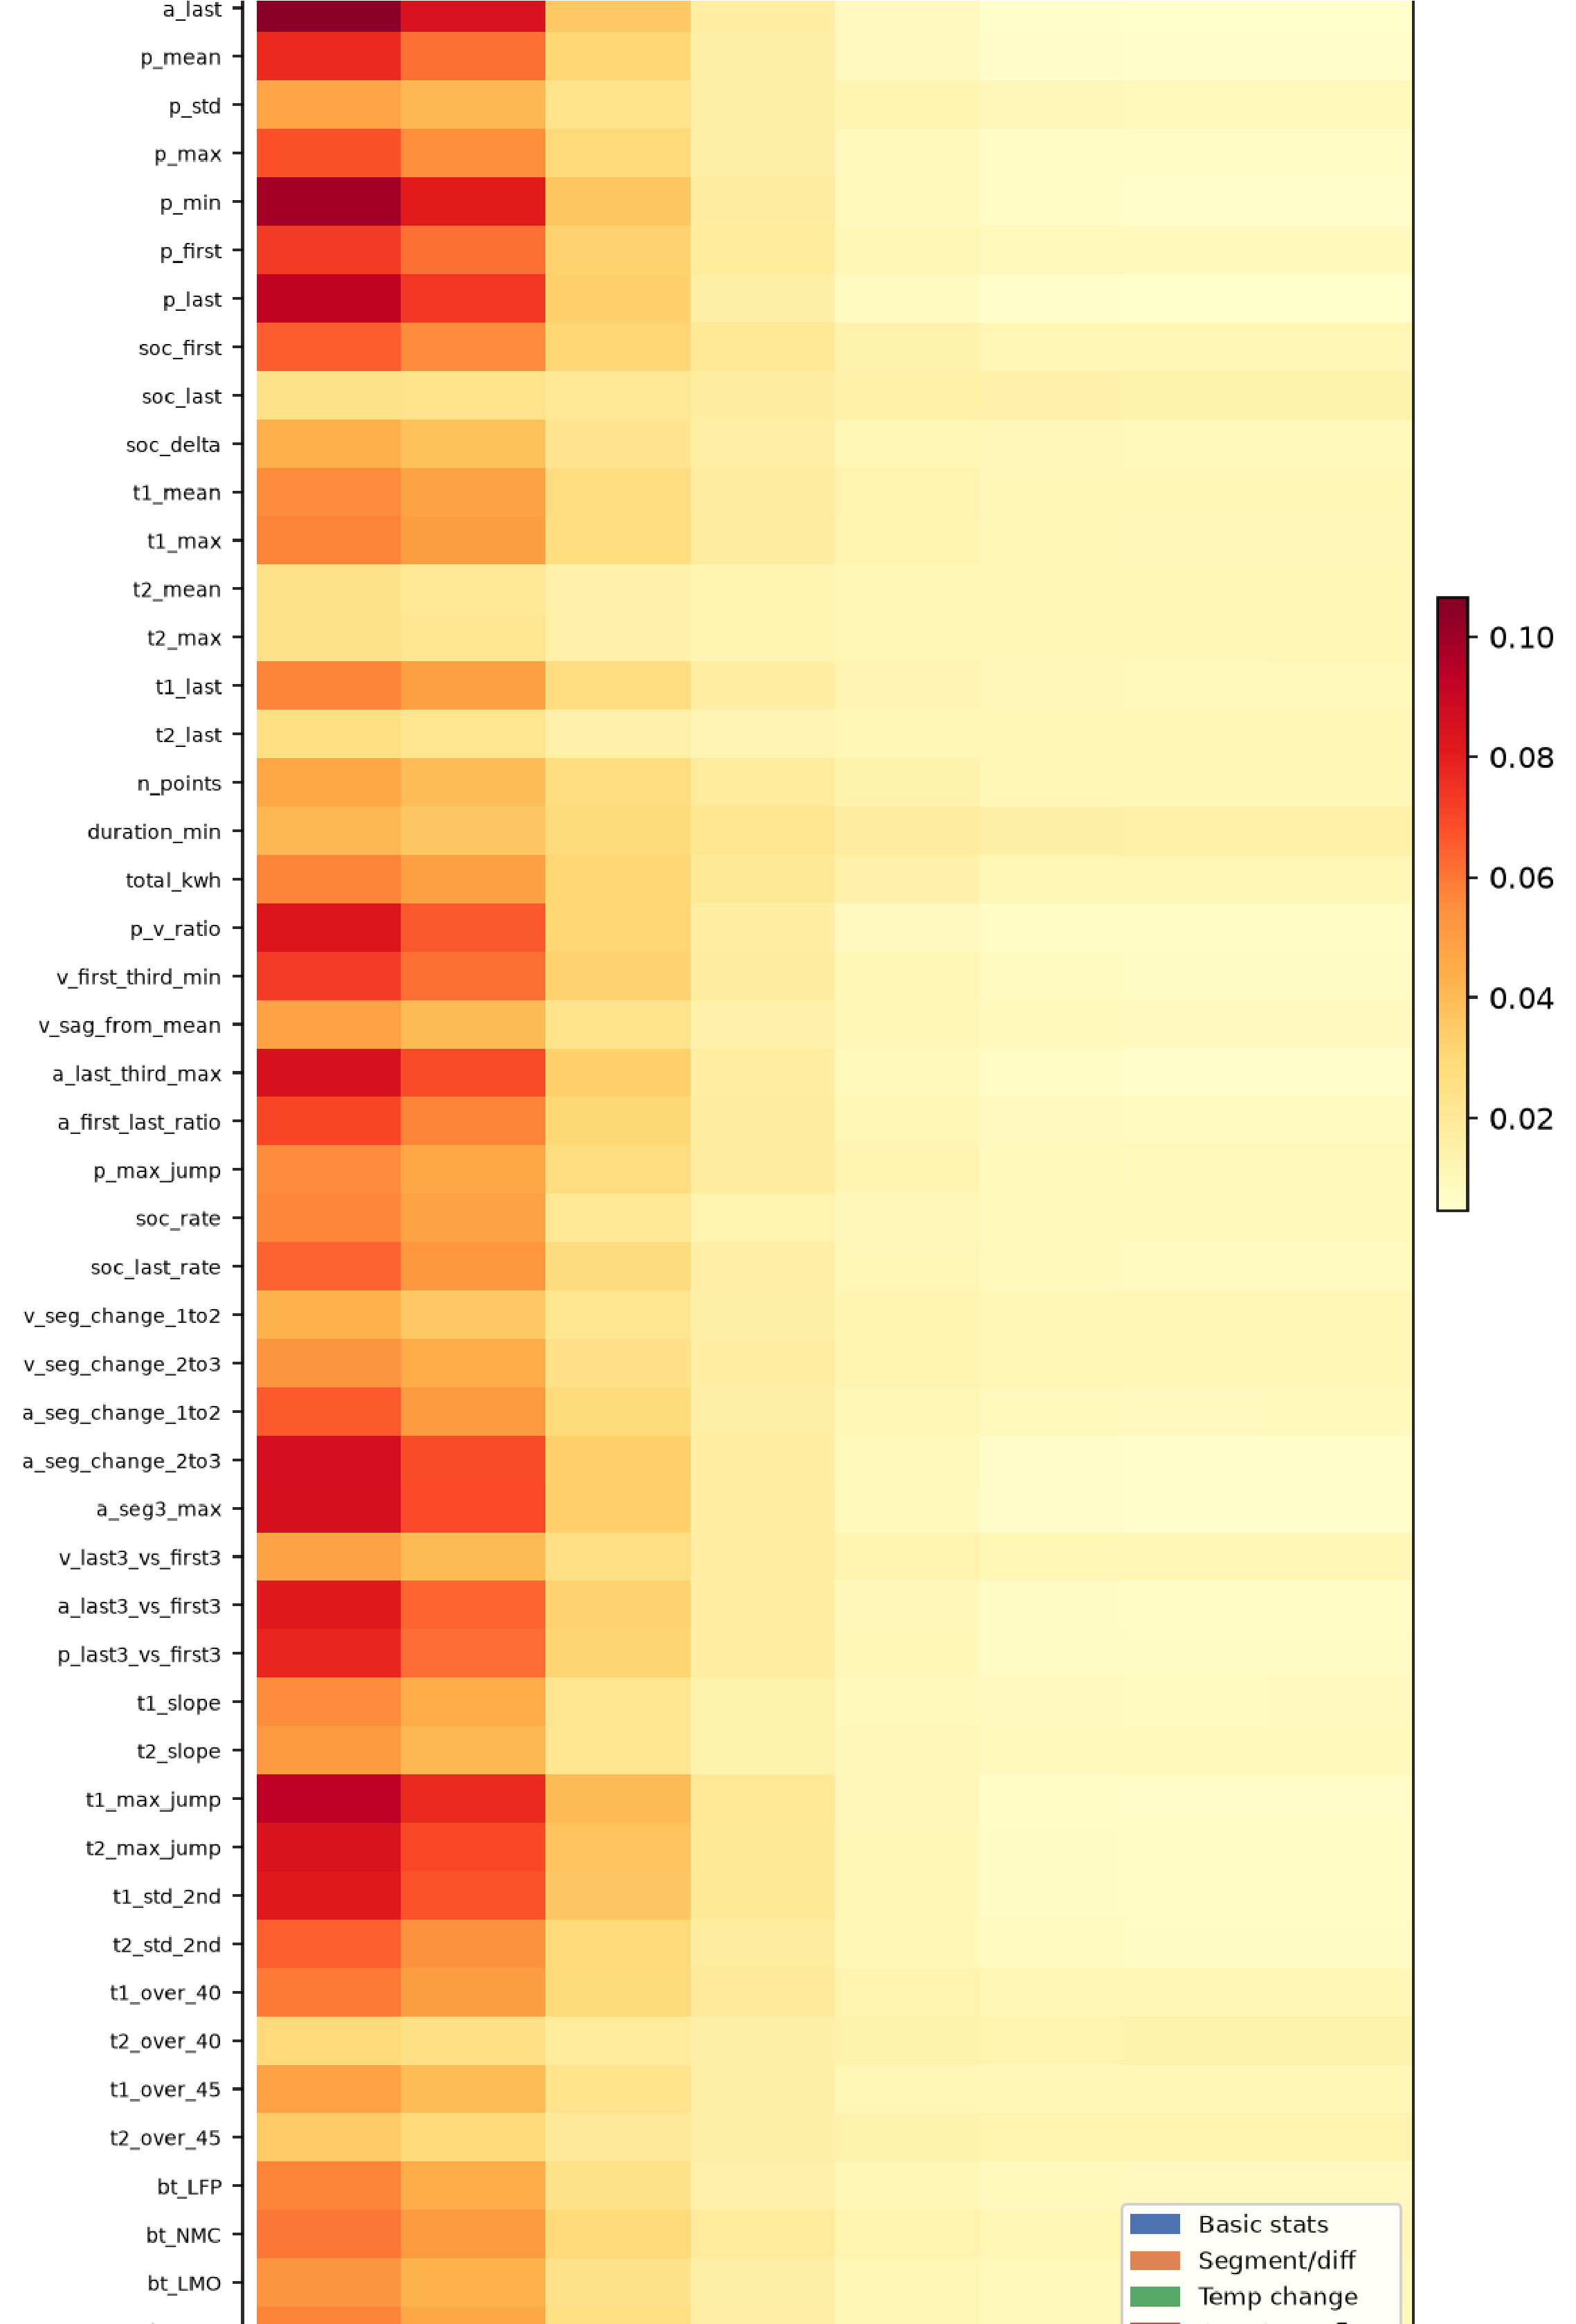 a_last
p_mean
p_std
p_max
p_min
p_first
p_last
soc_first
soc_last
soc_delta
t1_mean
t1_max
t2_mean
t2_max
t1_last
t2_last
n_points
duration_min
total_kwh
p_v_ratio
v_first_third_min
v_sag_from_mean
a_last_third_max
a_first_last_ratio
p_max_jump
soc_rate
soc_last_rate
v_seg_change_1to2
v_seg_change_2to3
a_seg_change_1to2
a_seg_change_2to3
a_seg3_max
v_last3_vs_first3
a_last3_vs_first3
p_last3_vs_first3
t1_slope
t2_slope
t1_max_jump
t2_max_jump
t1_std_2nd
t2_std_2nd
t1_over_40
t2_over_40
t1_over_45
t2_over_45
bt_LFP
bt_NMC
bt_LMO
0.10
0.08
0.06
0.04
0.02
Basic stats
Segment/diff
Temp change